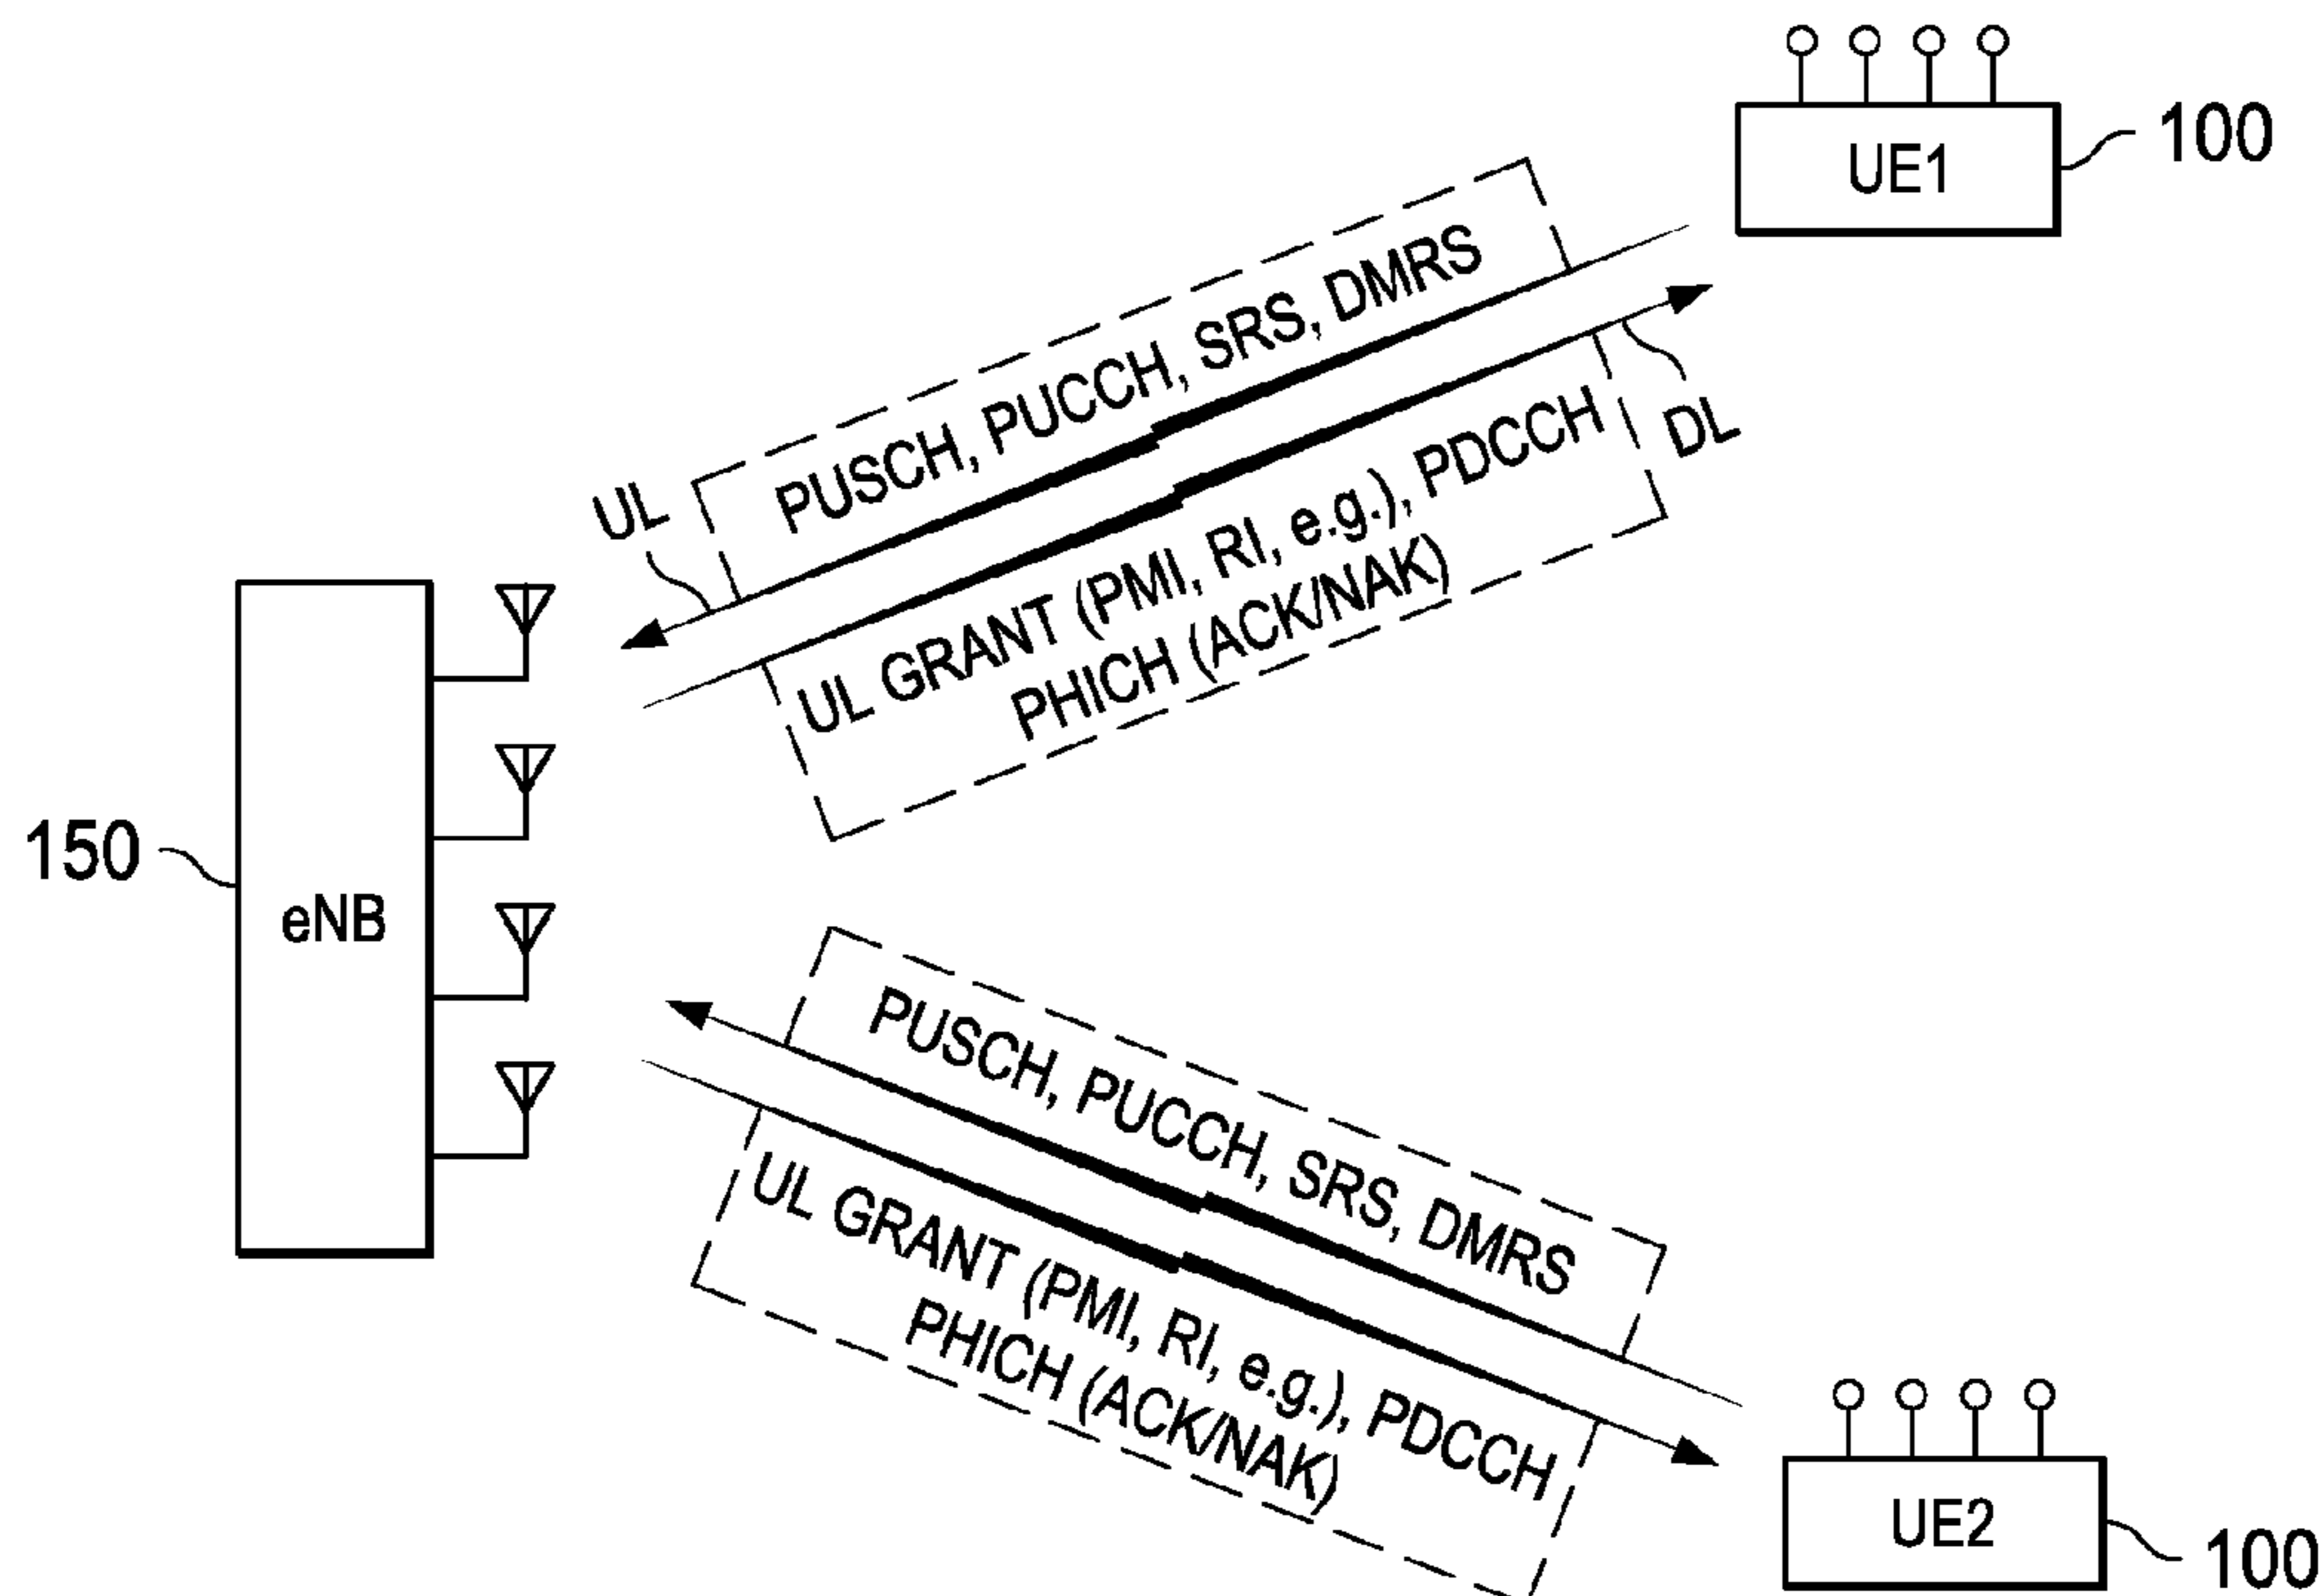 UE1
100
PUSCH, PUCCH, SRS, DMRS
UL
DL
UL GRANT (PMI, RI, e.g.), PDCCH
PHICH (ACK/NAK)
150
eNB
PUSCH, PUCCH, SRS, DMRS
UL GRANT (PMI, RI, e.g.), PDCCH
PHICH (ACK/NAK)
UE2
100